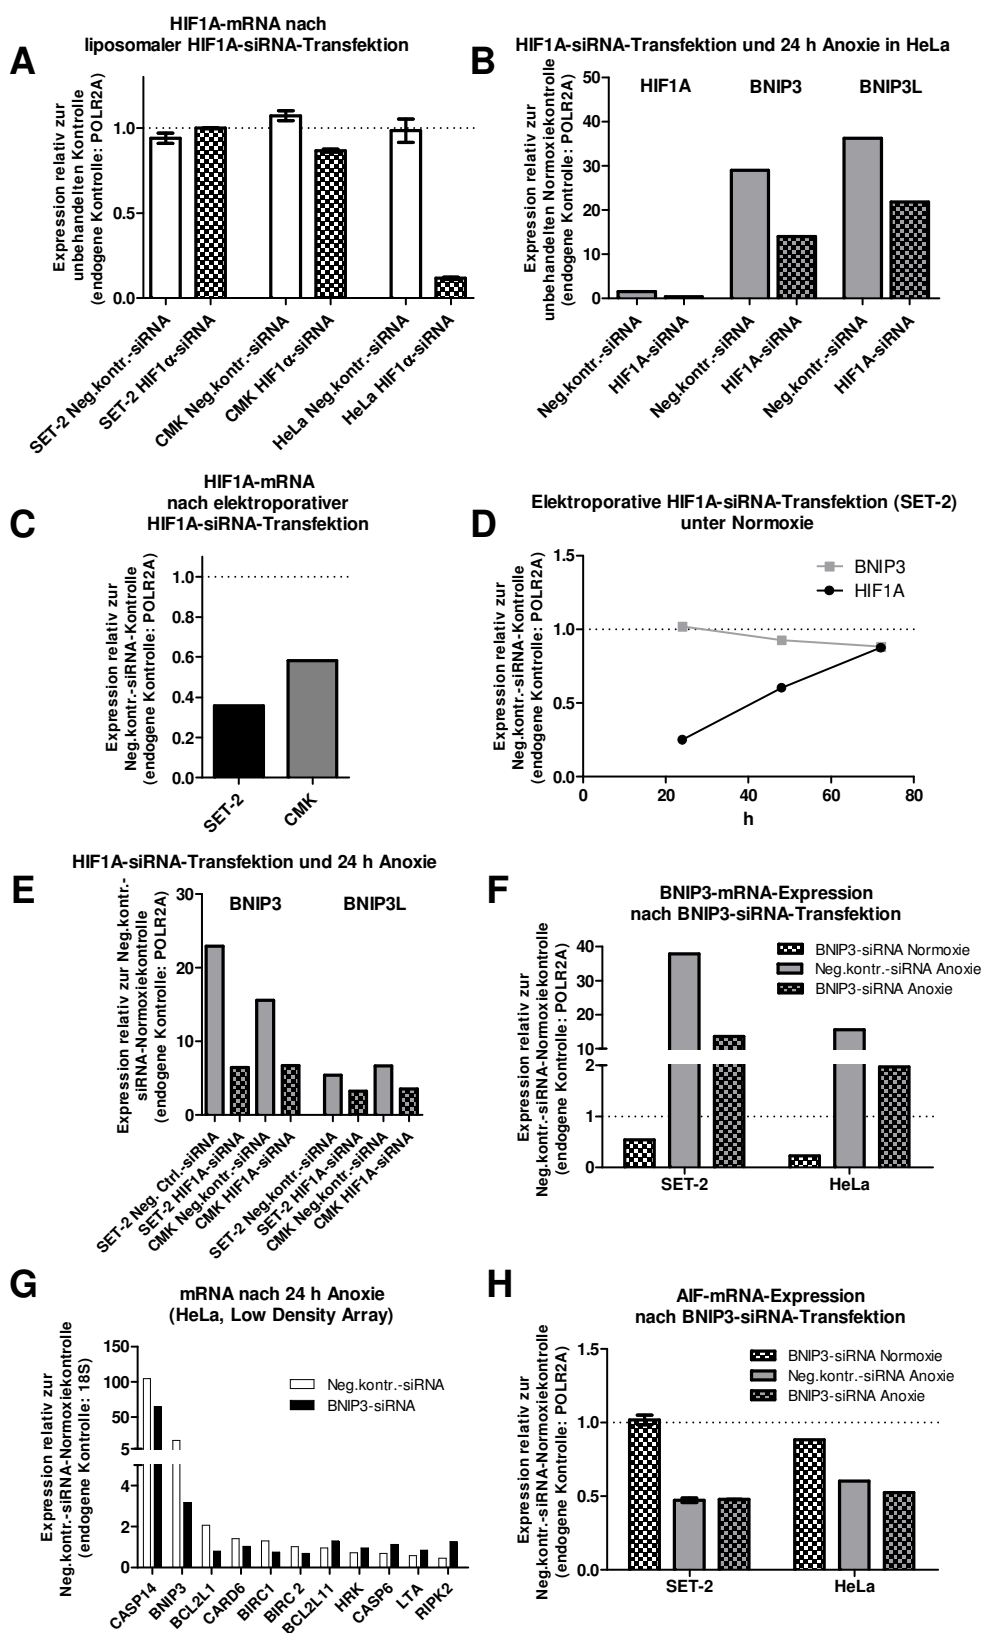 A
HIF1A-mRNA nach
liposomaler HIF1A-siRNA-Transfektion
Expression relativ zur
unbehandelten Kontrolle
(endogene Kontrolle: POLR2A)
1.0
0.5
0.0
SET-2 Neg.kontr.-siRNA
SET-2 HIF1α-siRNA
CMK Neg.kontr.-siRNA
CMK HIF1α-siRNA
HeLa Neg.kontr.-siRNA
HeLa HIF1α-siRNA
B
HIF1A-siRNA-Transfektion und 24 h Anoxie in HeLa
Expression relativ zur
unbehandelten Normoxiekontrolle
(endogene Kontrolle: POLR2A)
50
40
30
20
10
0
HIF1A
BNIP3
BNIP3L
Neg.kontr.-siRNA
HIF1A-siRNA
Neg.kontr.-siRNA
HIF1A-siRNA
Neg.kontr.-siRNA
HIF1A-siRNA
C
HIF1A-mRNA
nach elektroporativer
HIF1A-siRNA-Transfektion
Expression relativ zur
Neg.kontr.-siRNA-Kontrolle
(endogene Kontrolle: POLR2A)
1.0
0.8
0.6
0.4
0.2
0.0
SET-2
CMK
D
Elektroporative HIF1A-siRNA-Transfektion (SET-2)
unter Normoxie
Expression relativ zur
Neg.kontr.-siRNA-Kontrolle
(endogene Kontrolle: POLR2A)
1.5
1.0
0.5
0.0
BNIP3
HIF1A
0 20 40 60 80
h
E
HIF1A-siRNA-Transfektion und 24 h Anoxie
Expression relativ zur Neg.kontr.-
siRNA-Normoxiekontrolle
(endogene Kontrolle: POLR2A)
30
20
10
0
BNIP3
BNIP3L
SET-2 Neg. Ctrl.-siRNA
SET-2 HIF1A-siRNA
CMK Neg.kontr.-siRNA
CMK HIF1A-siRNA
SET-2 Neg.kontr.-siRNA
SET-2 HIF1A-siRNA
CMK Neg.kontr.-siRNA
CMK HIF1A-siRNA
F
BNIP3-mRNA-Expression
nach BNIP3-siRNA-Transfektion
Expression relativ zur
Neg.kontr.-siRNA-Normoxiekontrolle
(endogene Kontrolle: POLR2A)
40
30
20
10
2
1
0
BNIP3-siRNA Normoxie
Neg.kontr.-siRNA Anoxie
BNIP3-siRNA Anoxie
SET-2
HeLa
G
mRNA nach 24 h Anoxie
(HeLa, Low Density Array)
Expression relativ zur
Neg.kontr.-siRNA-Normoxiekontrolle
(endogene Kontrolle: 18S)
150
100
50
5
4
2
0
Neg.kontr.-siRNA
BNIP3-siRNA
CASP14
BNIP3
BCL2L1
CARD6
BIRC1
BIRC 2
BCL2L11
HRK
CASP6
LTA
RIPK2
H
AIF-mRNA-Expression
nach BNIP3-siRNA-Transfektion
Expression relativ zur
Neg.kontr.-siRNA-Normoxiekontrolle
(endogene Kontrolle: POLR2A)
1.5
1.0
0.5
0.0
BNIP3-siRNA Normoxie
Neg.kontr.-siRNA Anoxie
BNIP3-siRNA Anoxie
SET-2
HeLa